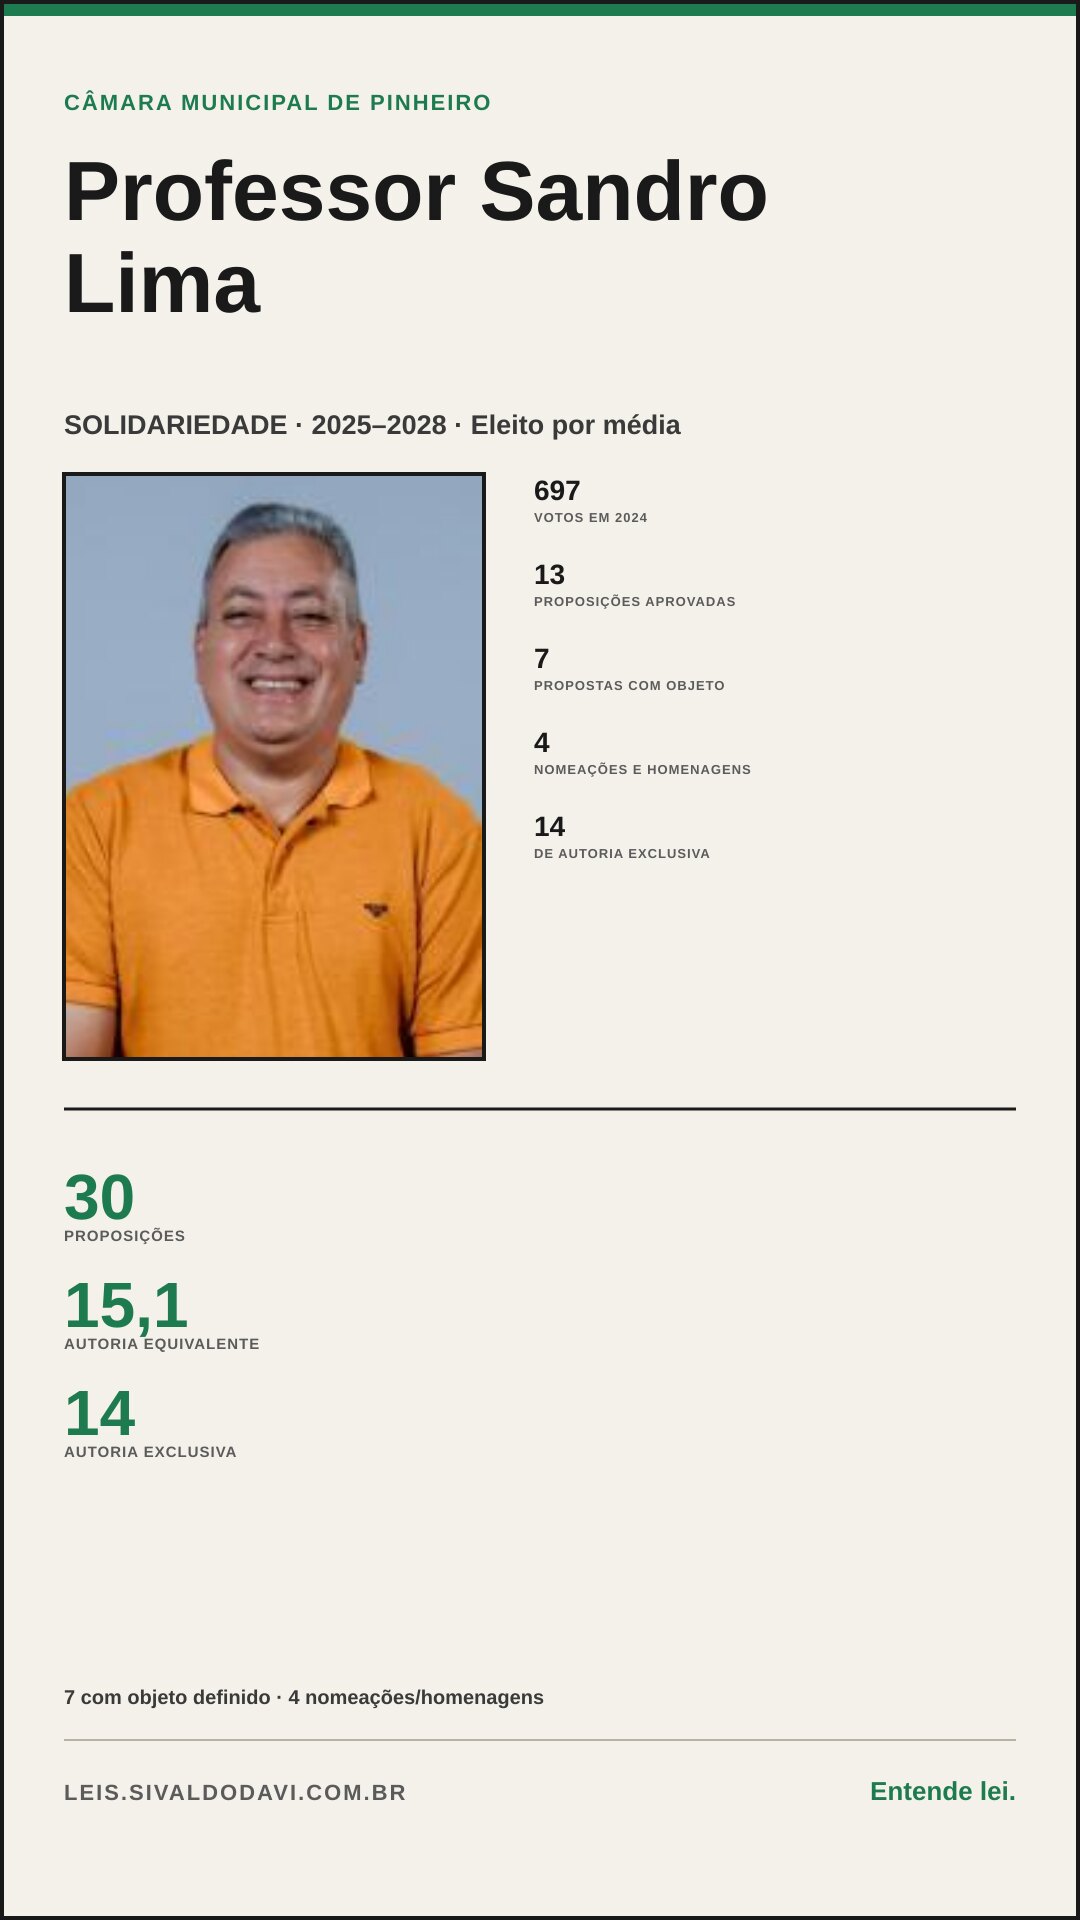 CÂMARA MUNICIPAL DE PINHEIRO
Professor Sandro
Lima
SOLIDARIEDADE · 2025–2028 · Eleito por média
697
VOTOS EM 2024
13
PROPOSIÇÕES APROVADAS
7
PROPOSTAS COM OBJETO
4
NOMEAÇÕES E HOMENAGENS
14
DE AUTORIA EXCLUSIVA
30
PROPOSIÇÕES
15,1
AUTORIA EQUIVALENTE
14
AUTORIA EXCLUSIVA
7 com objeto definido · 4 nomeações/homenagens
LEIS.SIVALDODAVI.COM.BR
Entende lei.